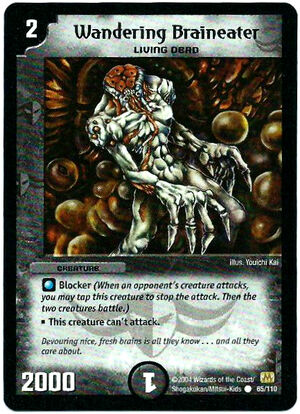 2
Wandering Braineater
LIVING DEAD
illus. Youichi Kai
CREATURE
Blocker (When an opponent's creature attacks,
you may tap this creature to stop the attack. Then the
two creatures battle.)
▪ This creature can't attack.
Devouring nice, fresh brains is all they know . . . and all they
care about.
2000
1
©2004 Wizards of the Coast/
Shogakukan/Mitsui-Kids
65/110